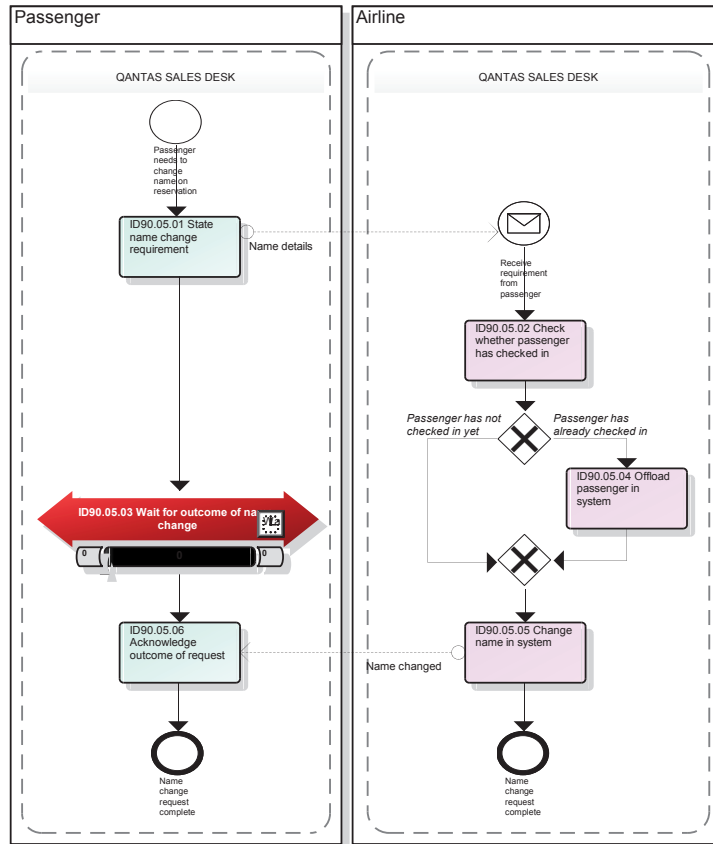 Passenger
Airline
QANTAS SALES DESK
QANTAS SALES DESK
Passenger
needs to
change
name on
reservation
ID90.05.01 State
name change
requirement
Name details
Receive
requirement
from
passenger
ID90.05.02 Check
whether passenger
has checked in
Passenger has not
checked in yet
Passenger has
already checked in
ID90.05.04 Offload
passenger in
system
ID90.05.03 Wait for outcome of na
change
0
0
0
ID90.05.06
Acknowledge
outcome of request
ID90.05.05 Change
name in system
Name changed
Name
change
request
complete
Name
change
request
complete